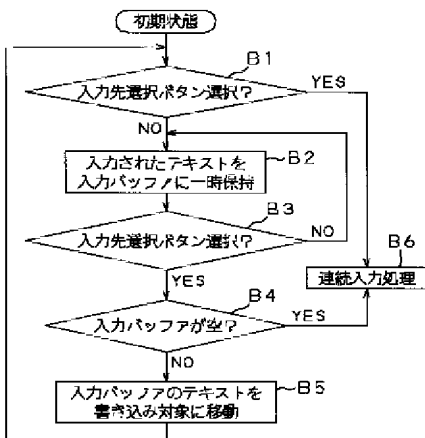 初期状態
B1
入力先選択ボタン選択?
YES
NO
入力されたテキストを
入力バッファに一時保持
B2
B3
入力先選択ボタン選択?
NO
B6
YES
連続入力処理
B4
入力バッファが空?
YES
NO
入力バッファのテキストを
書き込み対象に移動
B5